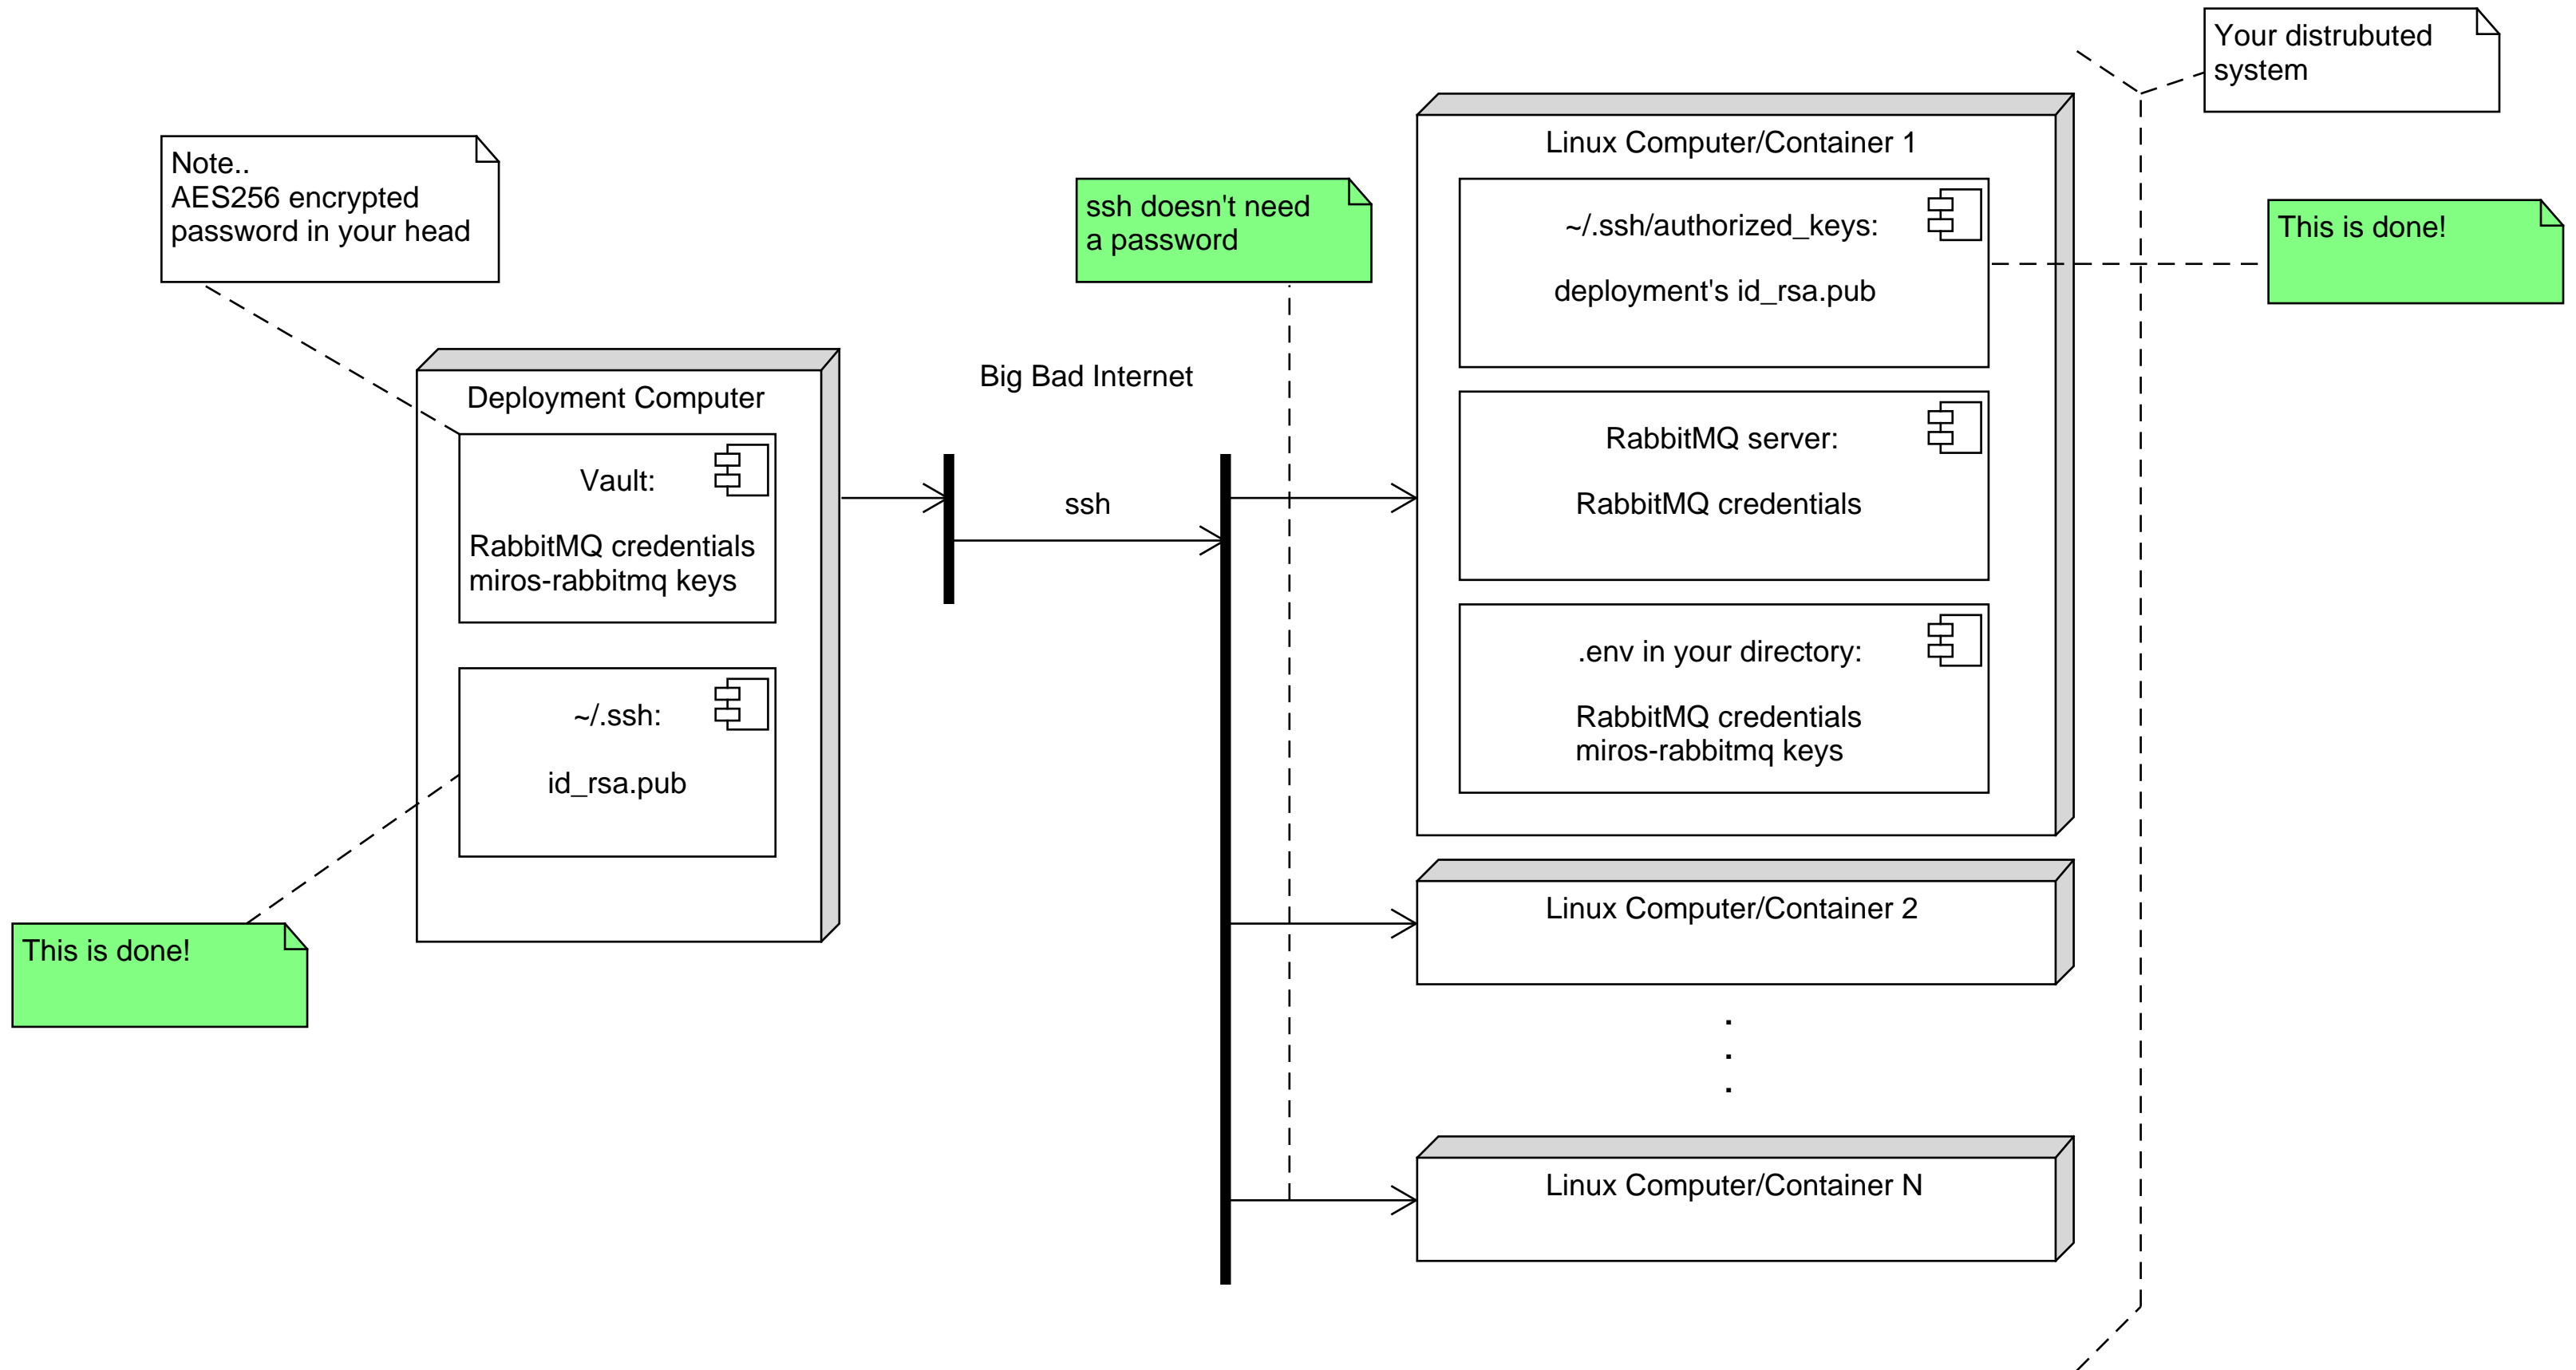 Your distrubuted
system
Note..
AES256 encrypted
password in your head
ssh doesn't need
a password
Linux Computer/Container 1
~/.ssh/authorized_keys:
deployment's id_rsa.pub
This is done!
Big Bad Internet
Deployment Computer
Vault:
RabbitMQ credentials
miros-rabbitmq keys
ssh
RabbitMQ server:
RabbitMQ credentials
.env in your directory:
RabbitMQ credentials
miros-rabbitmq keys
~/.ssh:
id_rsa.pub
This is done!
Linux Computer/Container 2
.
.
.
Linux Computer/Container N